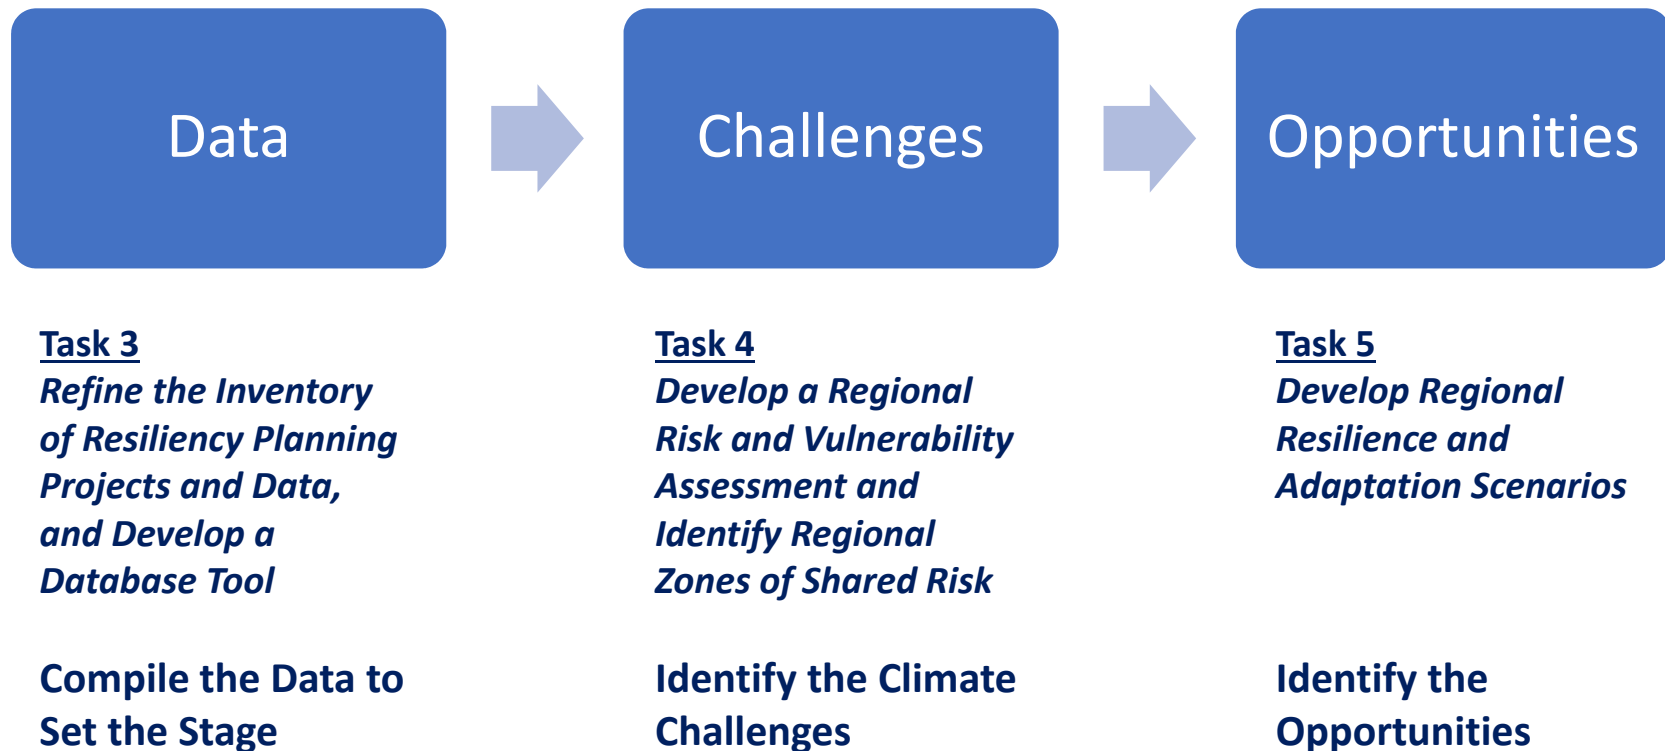 Data
Challenges
Opportunities
Task 3
Refine the Inventory
of Resiliency Planning
Projects and Data,
and Develop a
Database Tool
Compile the Data to
Set the Stage
Task 4
Develop a Regional
Risk and Vulnerability
Assessment and
Identify Regional
Zones of Shared Risk
Identify the Climate
Challenges
Task 5
Develop Regional
Resilience and
Adaptation Scenarios
Identify the
Opportunities